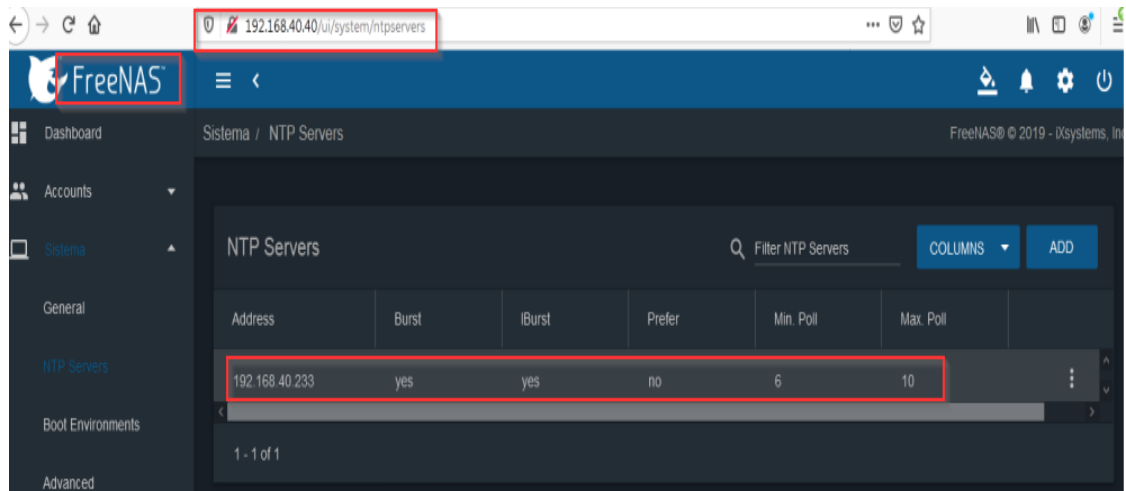 192.168.40.40/ui/system/ntpservers
FreeNAS
Dashboard
Sistema / NTP Servers
FreeNAS® © 2019 - iXsystems, Inc
Accounts
Sistema
NTP Servers
Filter NTP Servers
COLUMNS
ADD
General
Address Burst IBurst Prefer Min. Poll Max. Poll
NTP Servers
192.168.40.233 yes yes no 6 10
Boot Environments
1 - 1 of 1
Advanced